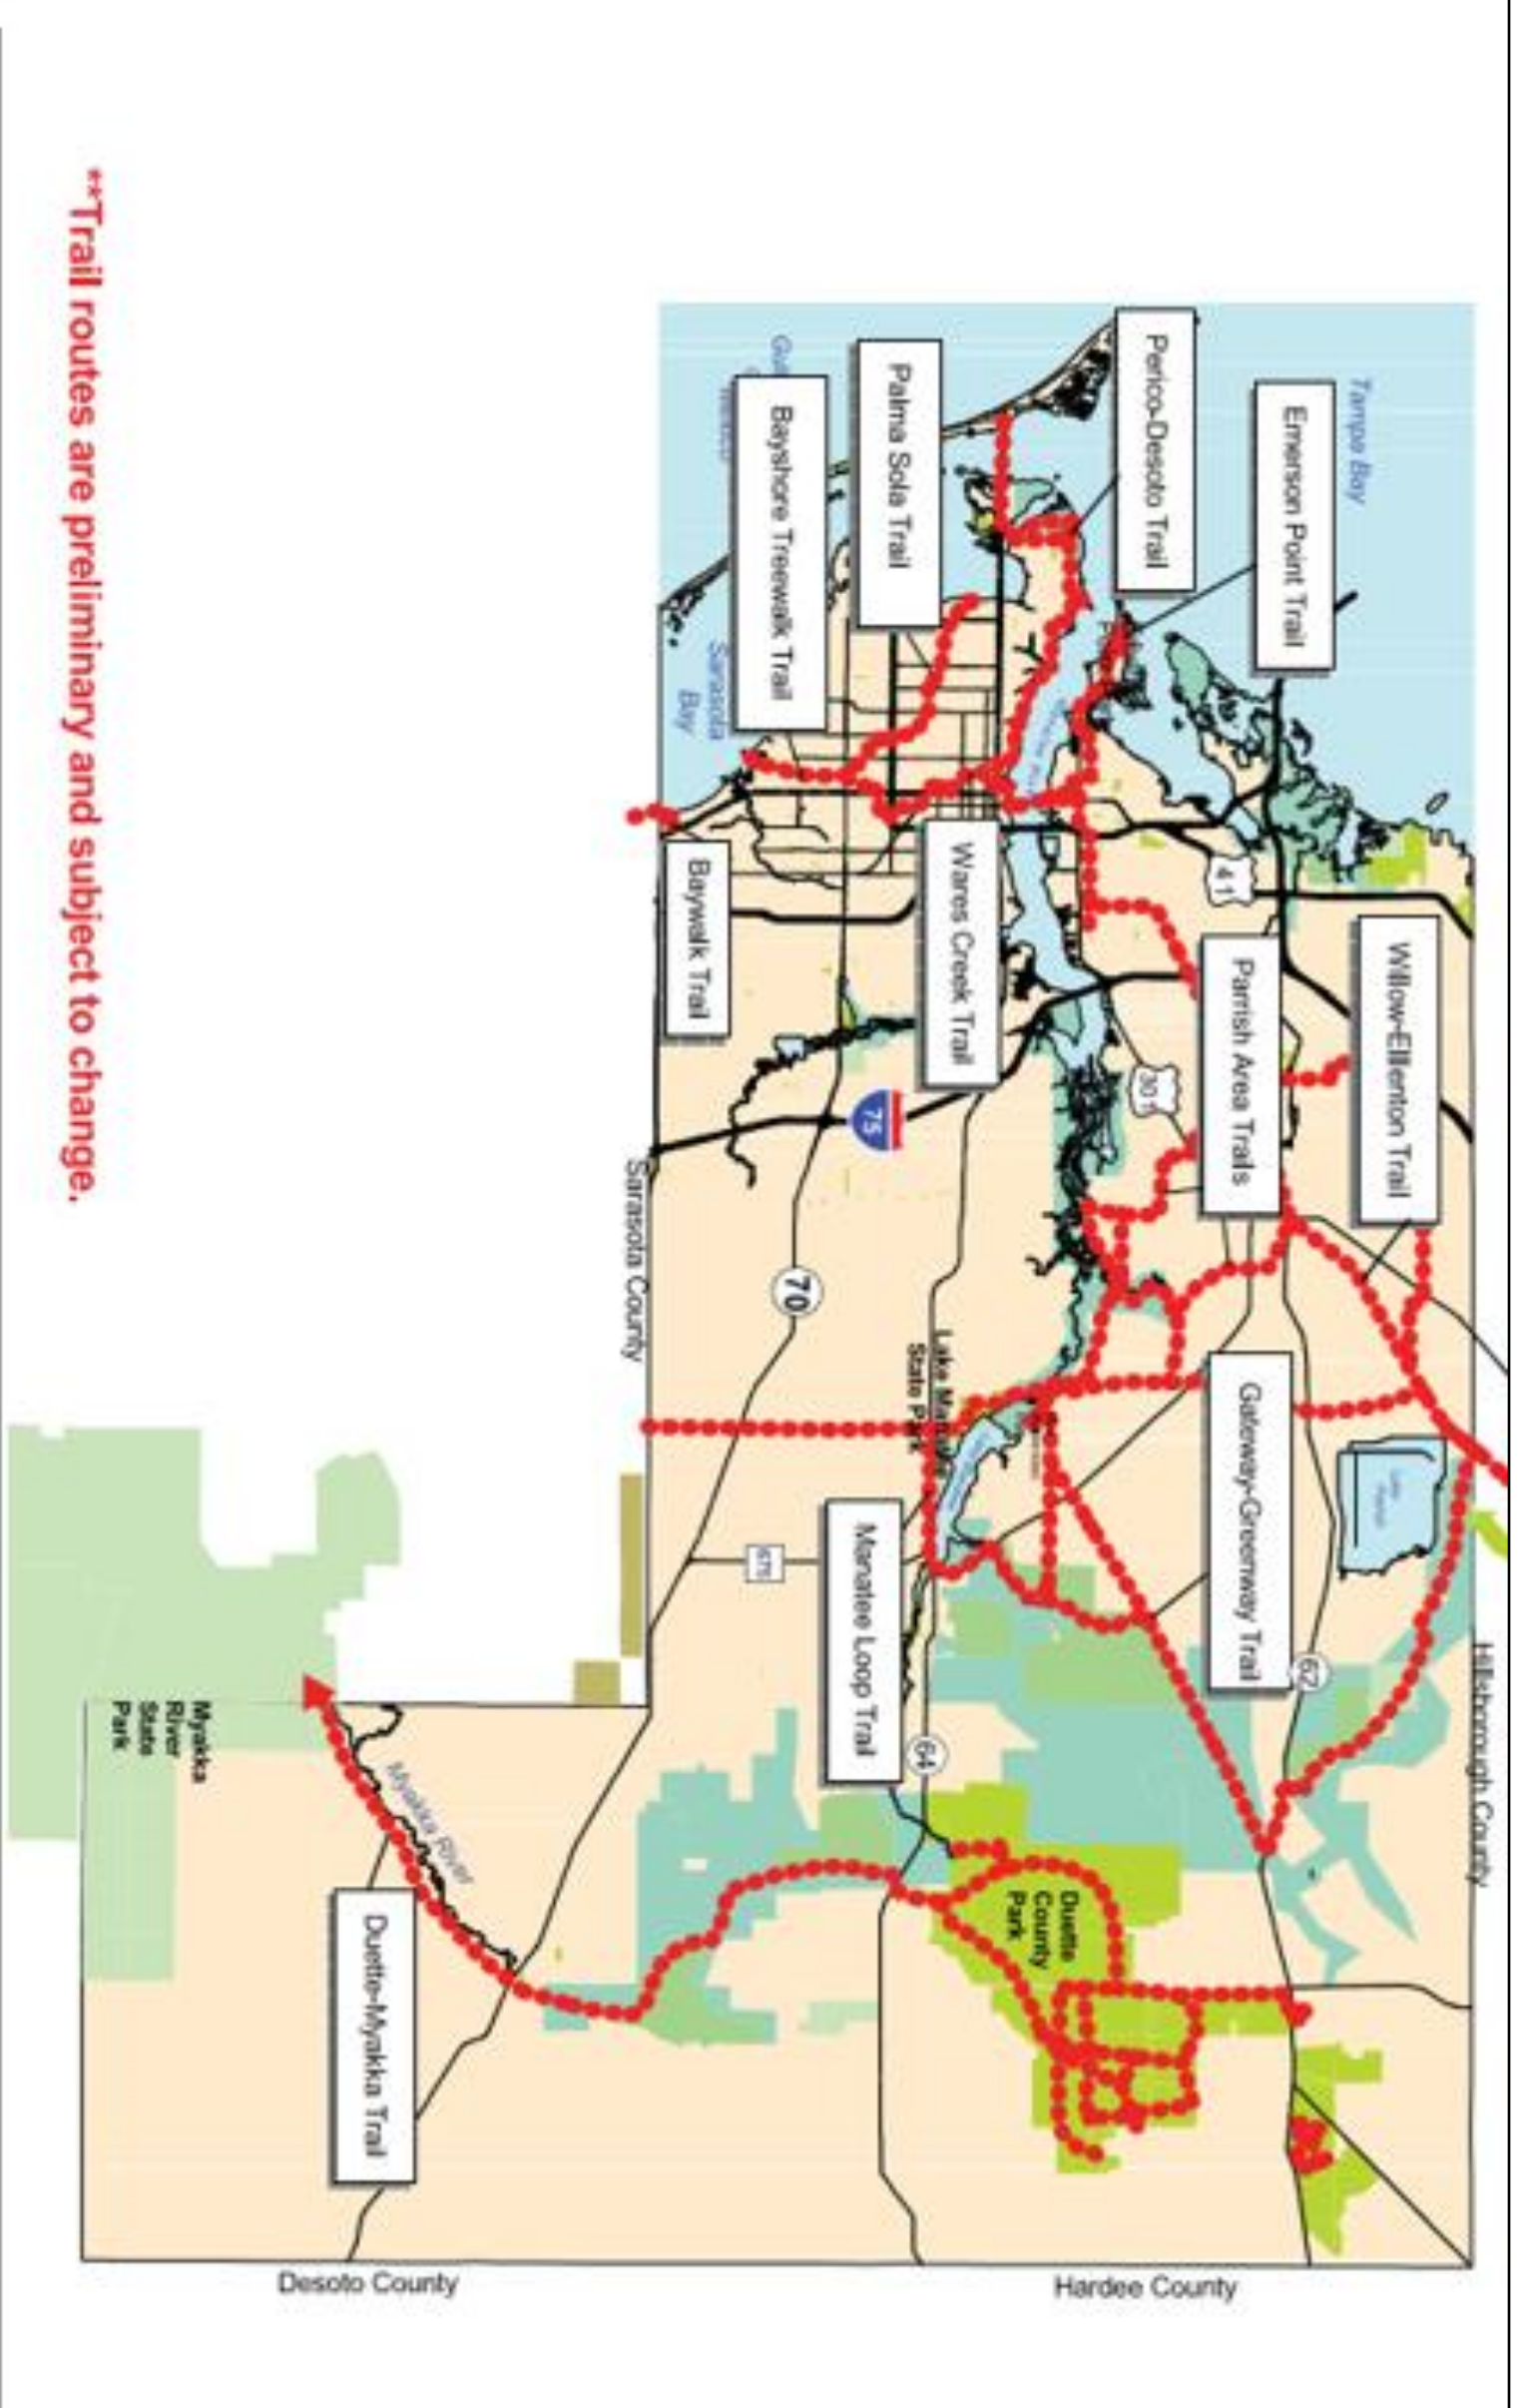 Tampa Bay
Emerson Point Trail
Perico-Desoto Trail
Palma Sola Trail
Bayshore Treewalk Trail
Sarasota
Bay
41
Willow-Ellenton Trail
Parrish Area Trails
Wares Creek Trail
Baywalk Trail
301
75
70
Sarasota County
Lake Manatee
State Park
Gateway-Greenway Trail
Manatee Loop Trail
675
62
64
Hillsborough County
Duette
County
Park
Myakka
River
State
Park
Myakka River
Duette-Myakka Trail
Hardee County
Desoto County
**Trail routes are preliminary and subject to change.